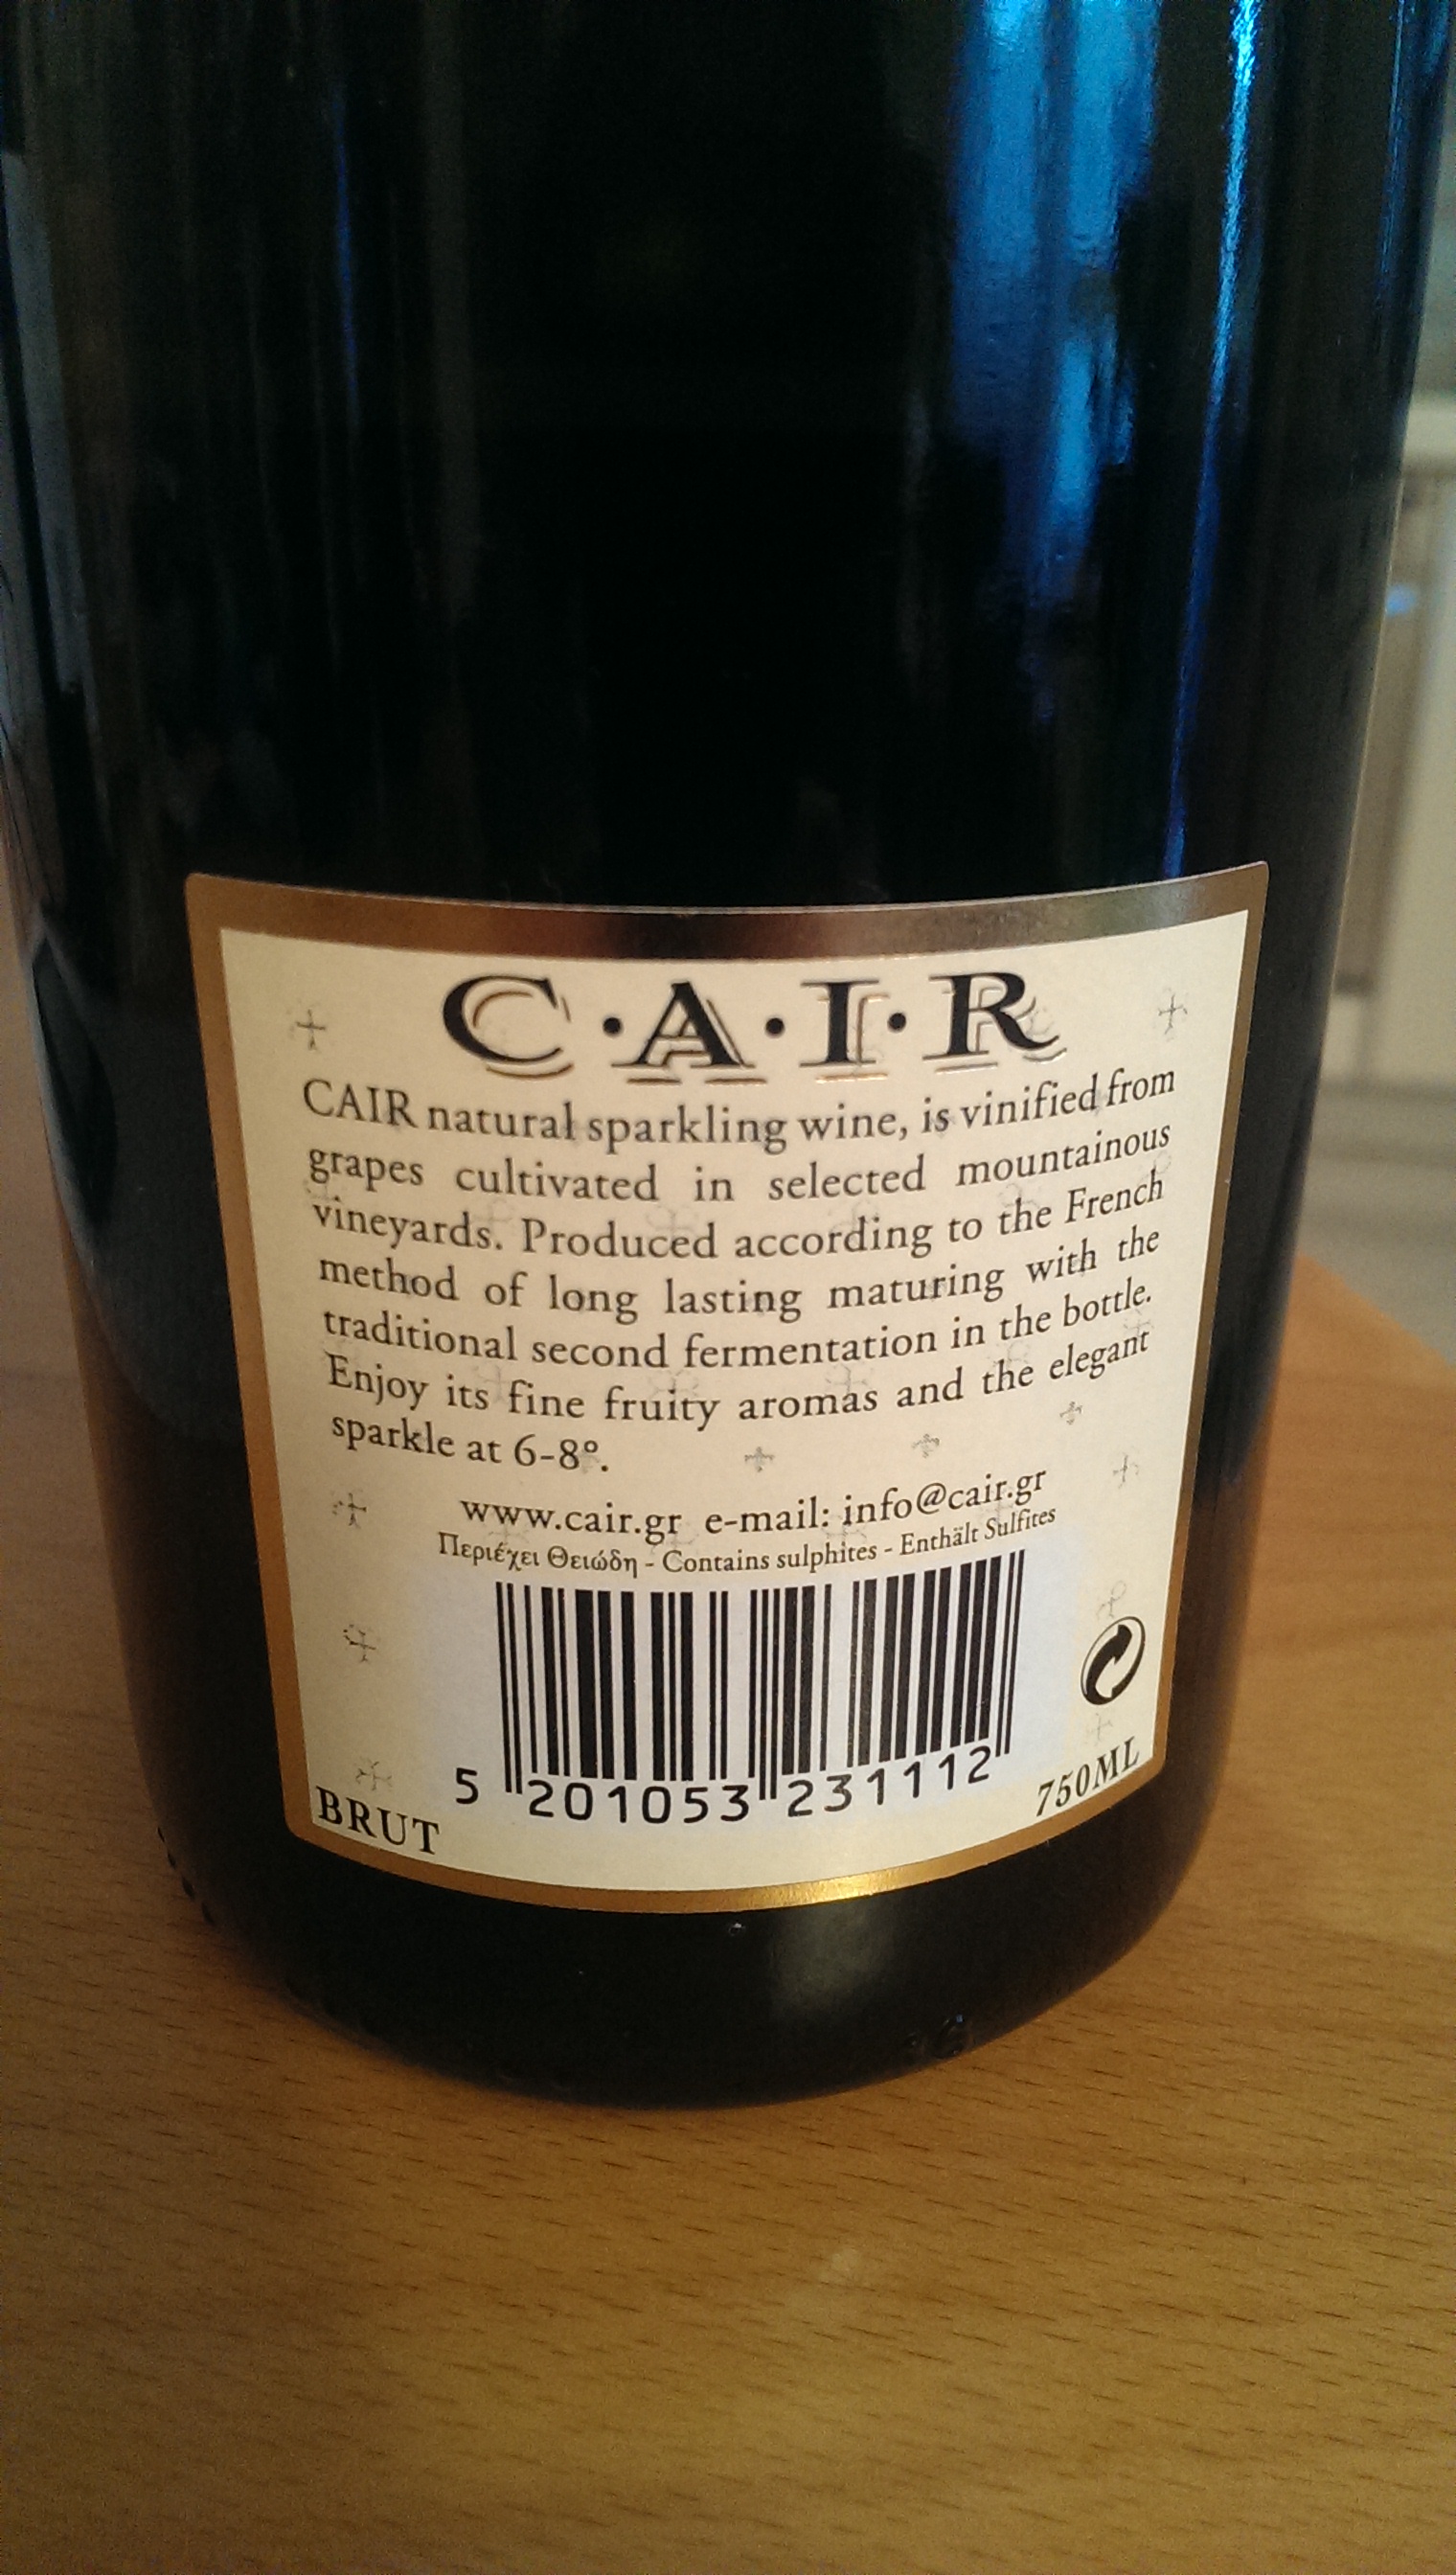 C·A·I·R
CAIR natural sparkling wine, is vinified from
grapes cultivated in selected mountainous
vineyards. Produced according to the French
method of long lasting maturing with the
traditional second fermentation in the bottle.
Enjoy its fine fruity aromas and the elegant
sparkle at 6-8°.
www.cair.gr e-mail: info@cair.gr
Περιέχει Θειώδη - Contains sulphites - Enthält Sulfites
5 201053 231112
BRUT
750ML